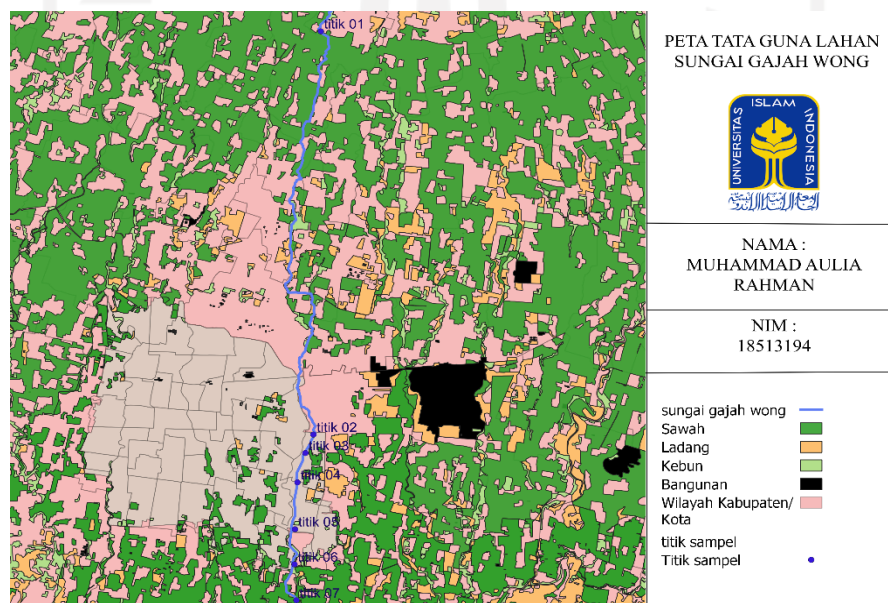 titik 01
titik 02
titik 03
titik 04
titik 05
titik 06
titik 07
PETA TATA GUNA LAHAN
SUNGAI GAJAH WONG
UNIVERSITAS ISLAM INDONESIA
NAMA :
MUHAMMAD AULIA
RAHMAN
NIM :
18513194
sungai gajah wong
Sawah
Ladang
Kebun
Bangunan
Wilayah Kabupaten/
Kota
titik sampel
Titik sampel